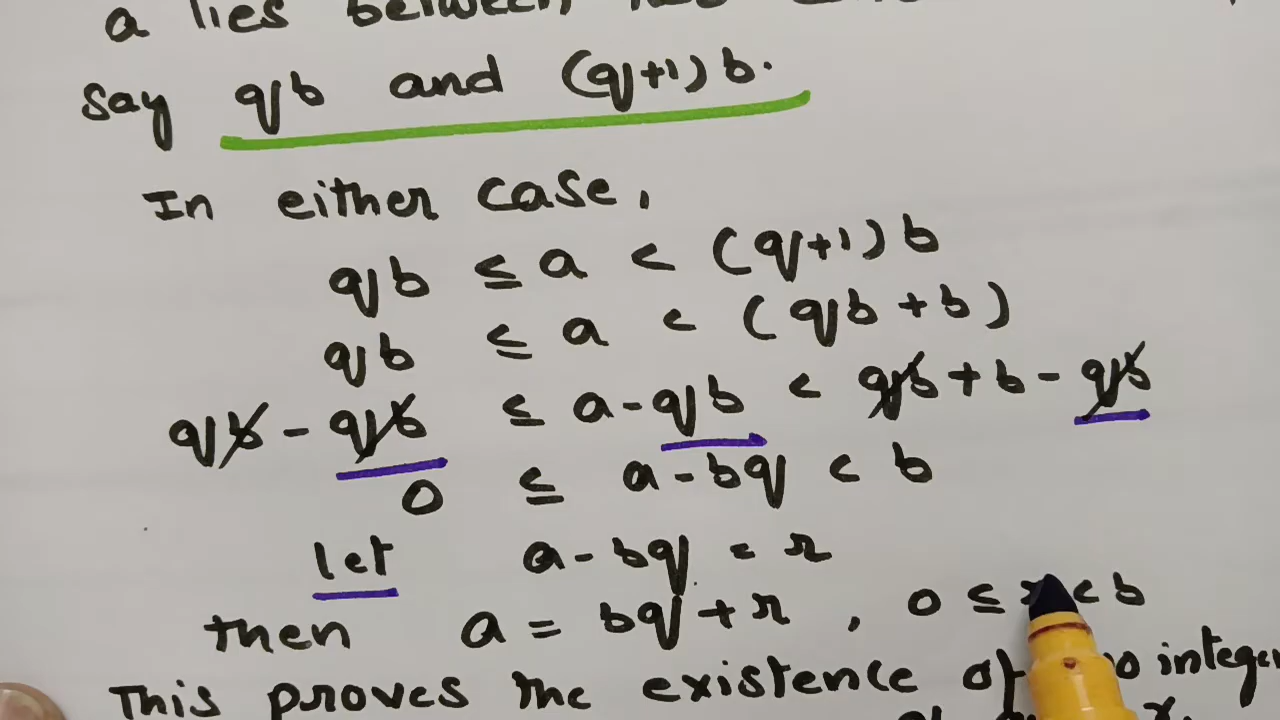 a lies between
say qb and (q+1) b.
In either case,
qb ≤ a < (q+1) b
qb ≤ a < (qb + b)
qb - qb ≤ a - qb < qb + b - qb
0 ≤ a - bq < b
let a - bq = r
then a = bq + r , 0 ≤ r < b
This proves the existence of integer